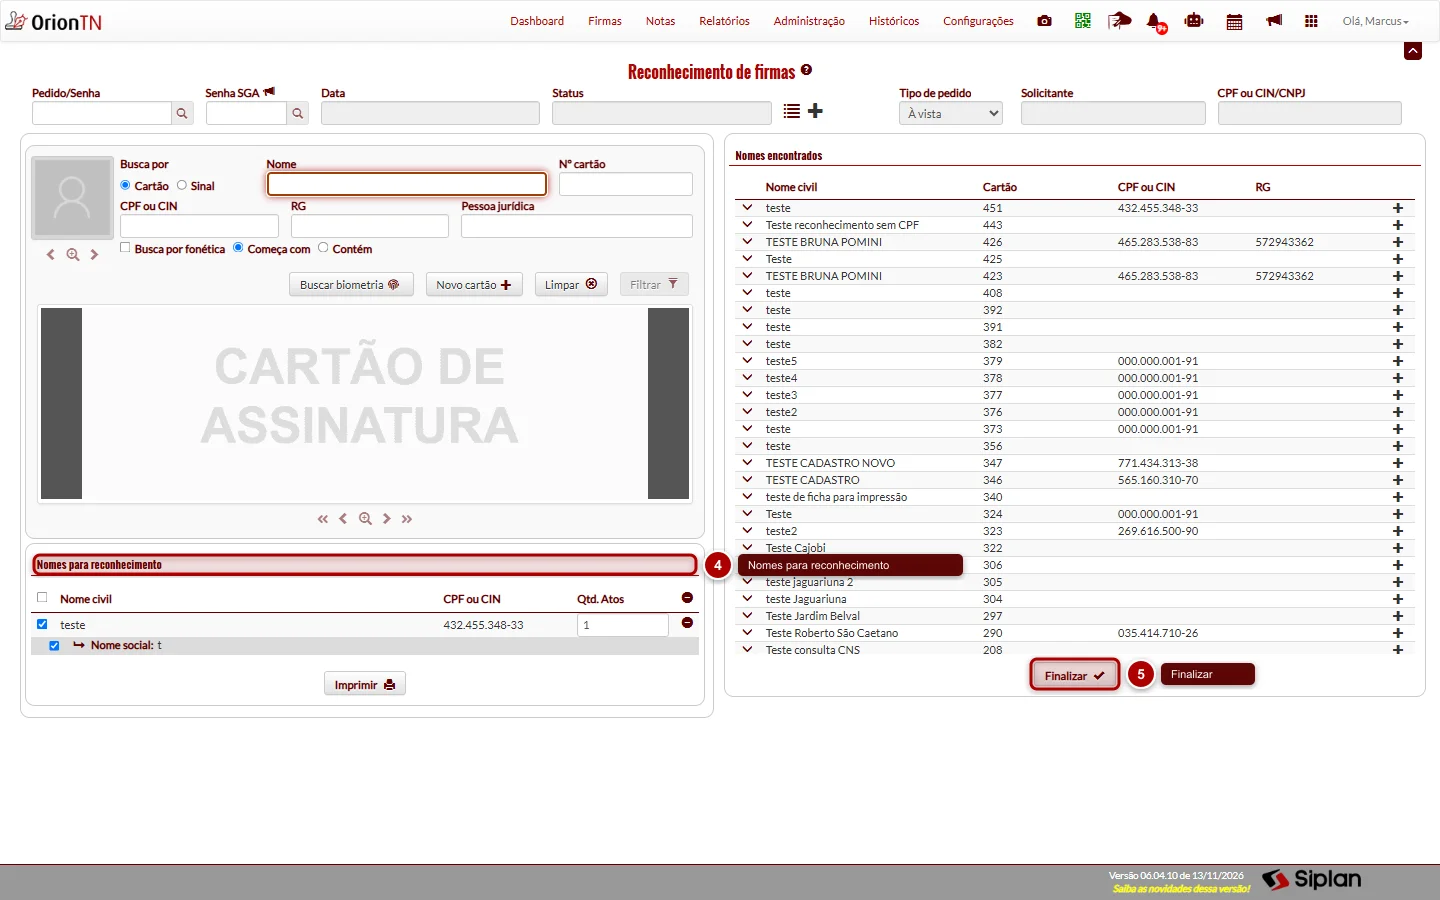 OrionTN
Dashboard Firmas Notas Relatórios Administração Históricos Configurações 9+ Olá, Marcus
Reconhecimento de firmas
Pedido/Senha Senha SGA Data Status Tipo de pedido Solicitante CPF ou CIN/CNPJ
À vista
Busca por Nome Nº cartão
Cartão Sinal
CPF ou CIN RG Pessoa jurídica
Busca por fonética Começa com Contém
Buscar biometria Novo cartão Limpar Filtrar
CARTÃO DE
ASSINATURA
Nomes para reconhecimento
Nome civil CPF ou CIN Qtd. Atos
teste 432.455.348-33 1
Nome social: t
Imprimir
Nomes encontrados
Nome civil Cartão CPF ou CIN RG
teste 451 432.455.348-33
Teste reconhecimento sem CPF 443
TESTE BRUNA POMINI 426 465.283.538-83 572943362
Teste 425
TESTE BRUNA POMINI 423 465.283.538-83 572943362
teste 408
teste 392
teste 391
teste 382
teste5 379 000.000.001-91
teste4 378 000.000.001-91
teste3 377 000.000.001-91
teste2 376 000.000.001-91
teste 373 000.000.001-91
teste 356
TESTE CADASTRO NOVO 347 771.434.313-38
TESTE CADASTRO 346 565.160.310-70
teste de ficha para impressão 340
Teste 324 000.000.001-91
teste2 323 269.616.500-90
Teste Cajobi 322
4 Nomes para reconhecimento 306
teste jaguariuna 2 305
teste Jaguariuna 304
Teste Jardim Belval 297
Teste Roberto São Caetano 290 035.414.710-26
Teste consulta CNS 208
Finalizar 5 Finalizar
Versão 06.04.10 de 13/11/2026
Saiba as novidades dessa versão!
Siplan